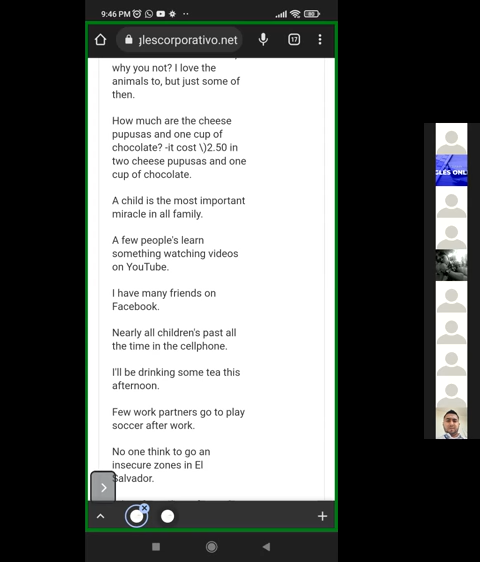 9:46 PM
17
glescorporativo.net
why you not? I love the
animals to, but just some of
then.
How much are the cheese
pupusas and one cup of
chocolate? -it cost \)2.50 in
two cheese pupusas and one
cup of chocolate.
A child is the most important
miracle in all family.
A few people's learn
something watching videos
on YouTube.
I have many friends on
Facebook.
Nearly all children's past all
the time in the cellphone.
I'll be drinking some tea this
afternoon.
Few work partners go to play
soccer after work.
No one think to go an
insecure zones in El
Salvador.
GLES ONL